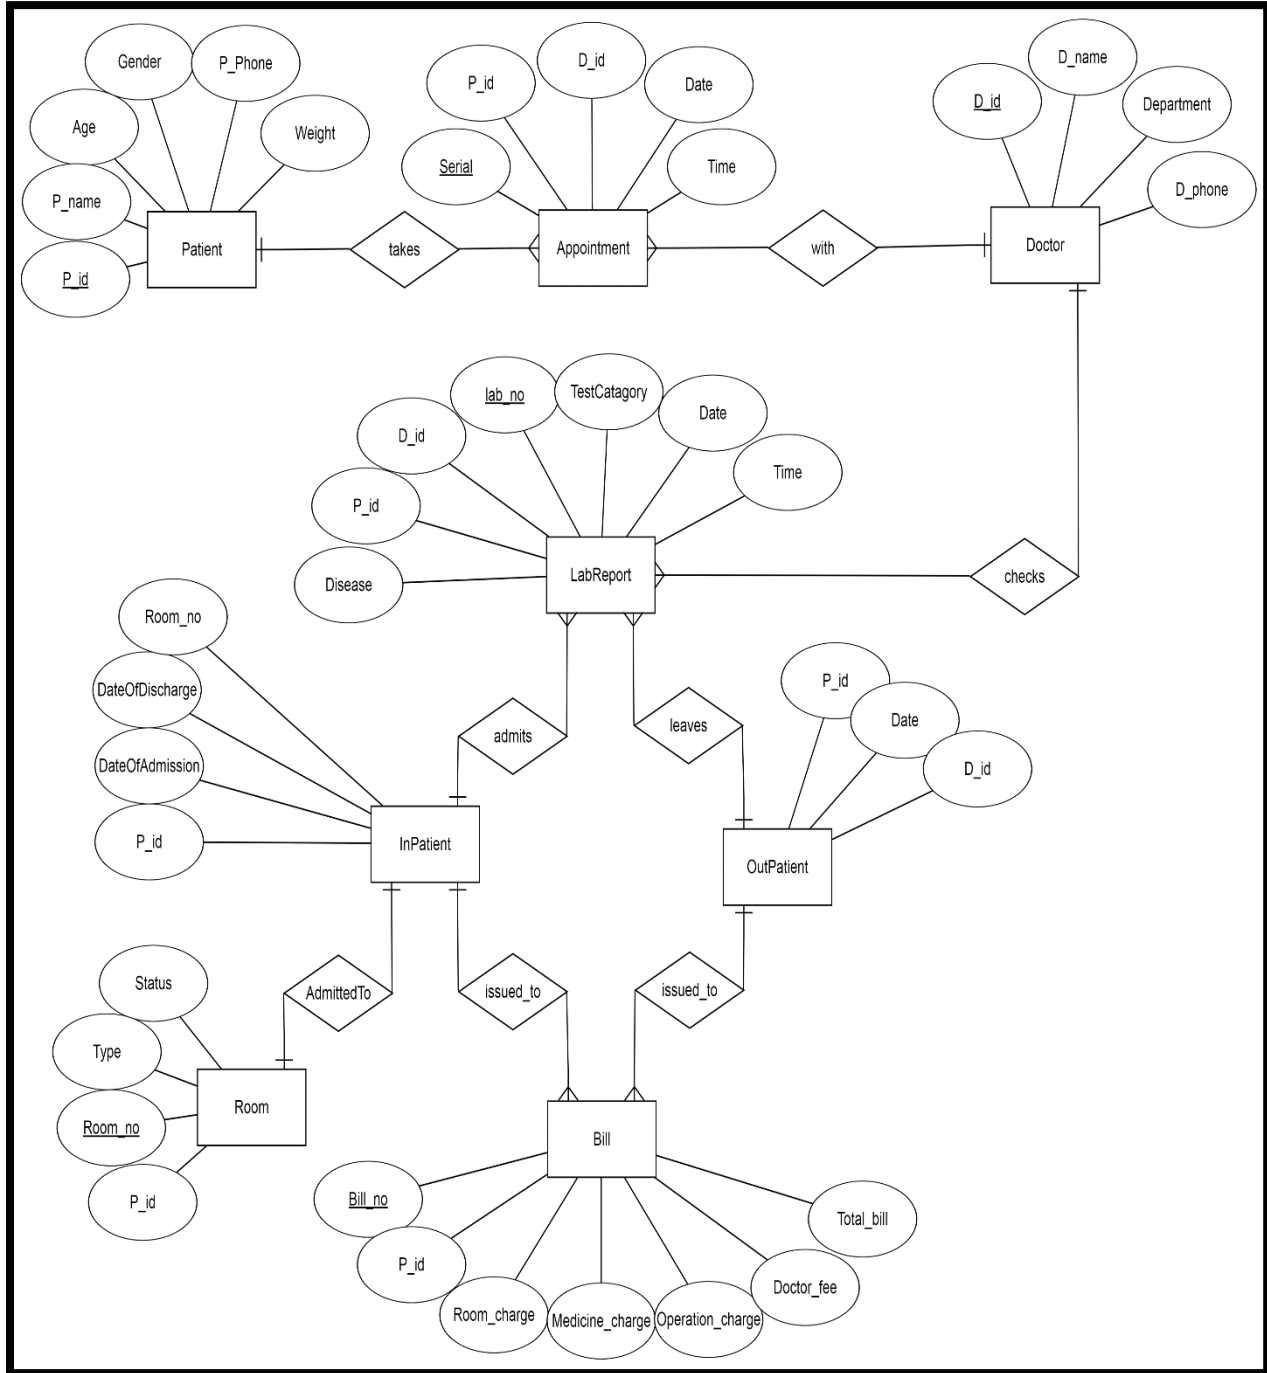 Gender
P_Phone
Age
Weight
P_name
P_id
Patient
takes
P_id
D_id
Date
Serial
Time
Appointment
with
D_name
D_id
Department
D_phone
Doctor
lab_no
TestCatagory
Date
D_id
Time
P_id
Disease
LabReport
checks
Room_no
DateOfDischarge
DateOfAdmission
P_id
InPatient
admits
leaves
P_id
Date
D_id
OutPatient
Status
Type
Room_no
P_id
Room
AdmittedTo
issued_to
issued_to
Bill
Bill_no
P_id
Room_charge
Medicine_charge
Operation_charge
Doctor_fee
Total_bill